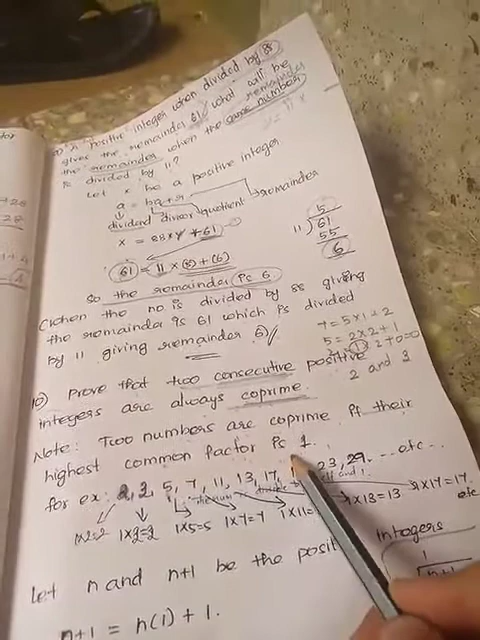 A Positive integer when divided by 88
gives the remainder 61. what will be
the remainder when the same number
is divided by 11?
Let x be a positive integer
a = bq + r → remainder
dividend divisor quotient
x = 88 × y + 61
61 = 11 × (5) + (6)
5
11) 61
55
6
So the remainder is 6
(when the no is divided by 88 giving
the remainder is 61 which is divided
by 11 giving remainder 6)
7 = 5 × 1 + 2
5 = 2 × 2 + 1
2 and 3
10) Prove that two consecutive positive
integers are always coprime.
Note: Two numbers are coprime if their
highest common factor is 1.
for ex: 2, 3, 5, 7, 11, 13, 17, 23, 29. ... etc
1×2=2 1×3=3 1×5=5 1×7=7 1×11= 1×13=13 1×17=17.
etc
Let n and n+1 be the posit integers
n+1 = n(1) + 1.
1
n+1